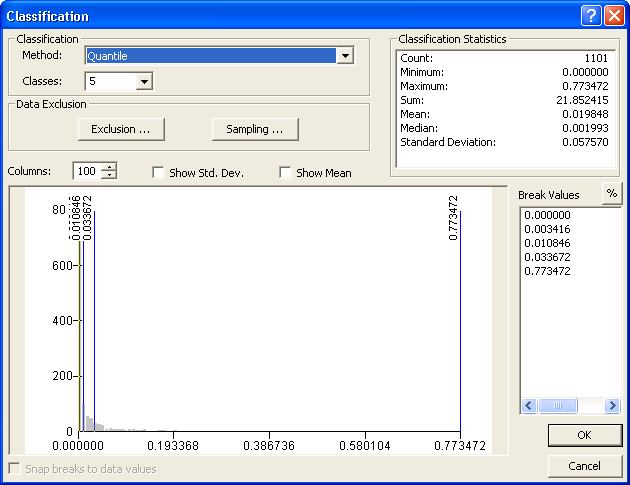 Classification
Classification
Method: Quantile
Classes: 5
Data Exclusion
Exclusion ...
Sampling ...
Columns: 100
Show Std. Dev.
Show Mean
Classification Statistics
Count: 1101
Minimum: 0.000000
Maximum: 0.773472
Sum: 21.852415
Mean: 0.019848
Median: 0.001993
Standard Deviation: 0.057570
Break Values
%
0.000000
0.003416
0.010846
0.033672
0.773472
0.010846
0.033672
0.773472
80
600
400
200
0
0.000000 0.193368 0.386736 0.580104 0.773472
Snap breaks to data values
OK
Cancel